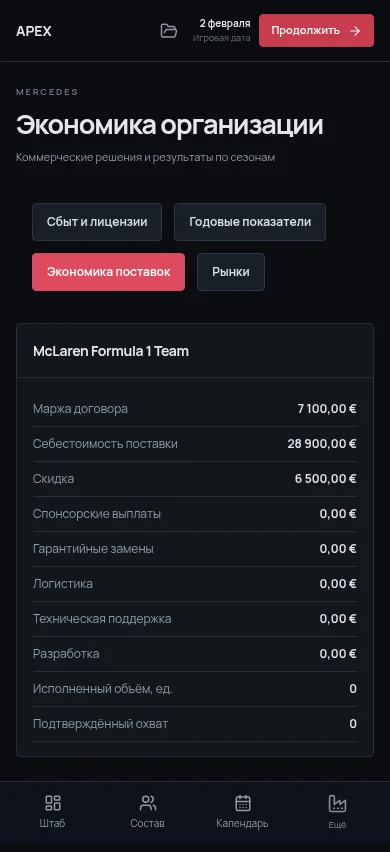 APEX
2 февраля
Игровая дата
Продолжить
MERCEDES
Экономика организации
Коммерческие решения и результаты по сезонам
Сбыт и лицензии
Годовые показатели
Экономика поставок
Рынки
McLaren Formula 1 Team
Маржа договора 7 100,00 €
Себестоимость поставки 28 900,00 €
Скидка 6 500,00 €
Спонсорские выплаты 0,00 €
Гарантийные замены 0,00 €
Логистика 0,00 €
Техническая поддержка 0,00 €
Разработка 0,00 €
Исполненный объём, ед. 0
Подтверждённый охват 0
Штаб
Состав
Календарь
Ещё